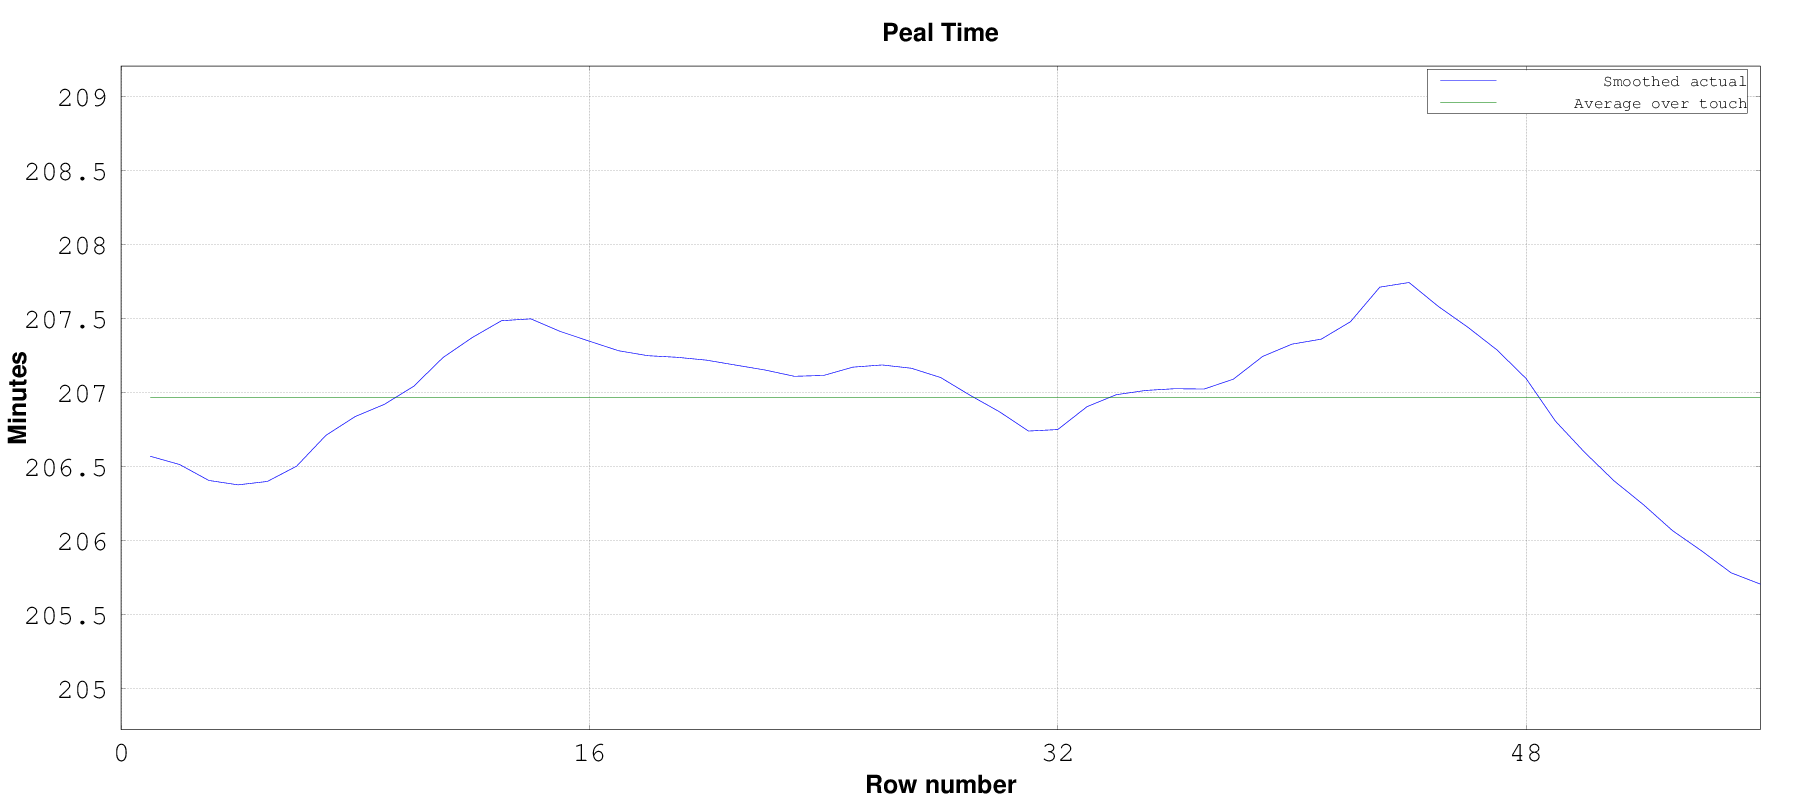 Peal Time
Smoothed actual
Average over touch
209
208.5
208
207.5
207
206.5
206
205.5
205
Minutes
0 16 32 48
Row number